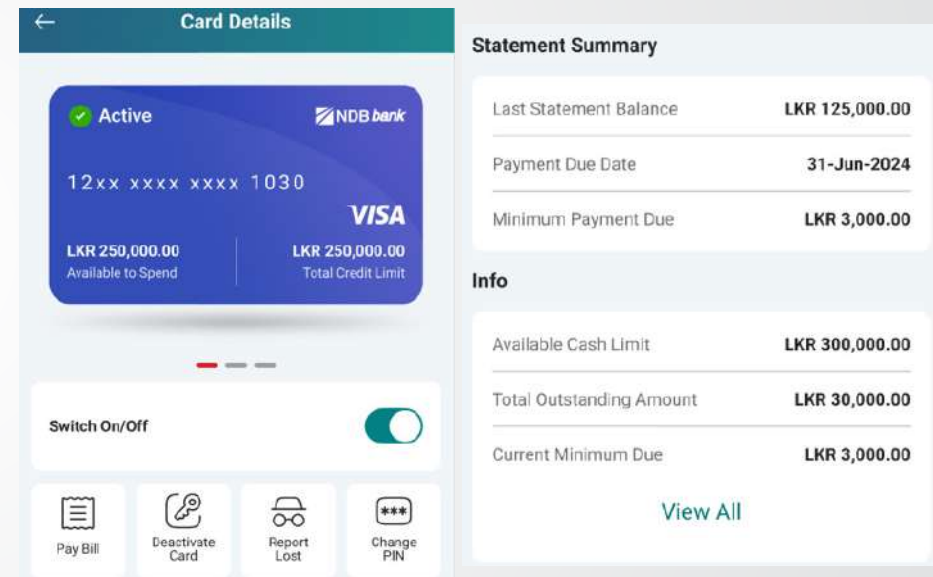 Card Details
Active
NDB bank
12xx xxxx xxxx 1030
VISA
LKR 250,000.00 LKR 250,000.00
Available to Spend Total Credit Limit
Switch On/Off
Pay Bill
Deactivate
Card
Report
Lost
***
Change
PIN
Statement Summary
Last Statement Balance LKR 125,000.00
Payment Due Date 31-Jun-2024
Minimum Payment Due LKR 3,000.00
Info
Available Cash Limit LKR 300,000.00
Total Outstanding Amount LKR 30,000.00
Current Minimum Due LKR 3,000.00
View All